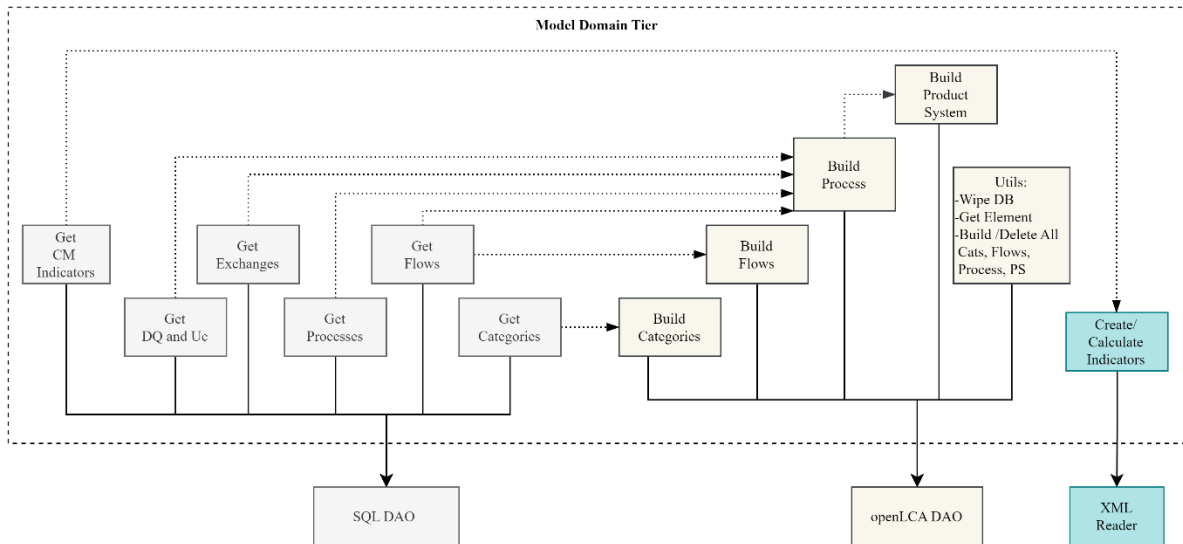 Model Domain Tier
Build
Product
System
Build
Process
Utils:
-Wipe DB
-Get Element
-Build /Delete All
Cats, Flows,
Process, PS
Get
CM
Indicators
Get
Exchanges
Get
Flows
Build
Flows
Get
DQ and Uc
Get
Processes
Get
Categories
Build
Categories
Create/
Calculate
Indicators
SQL DAO
openLCA DAO
XML
Reader